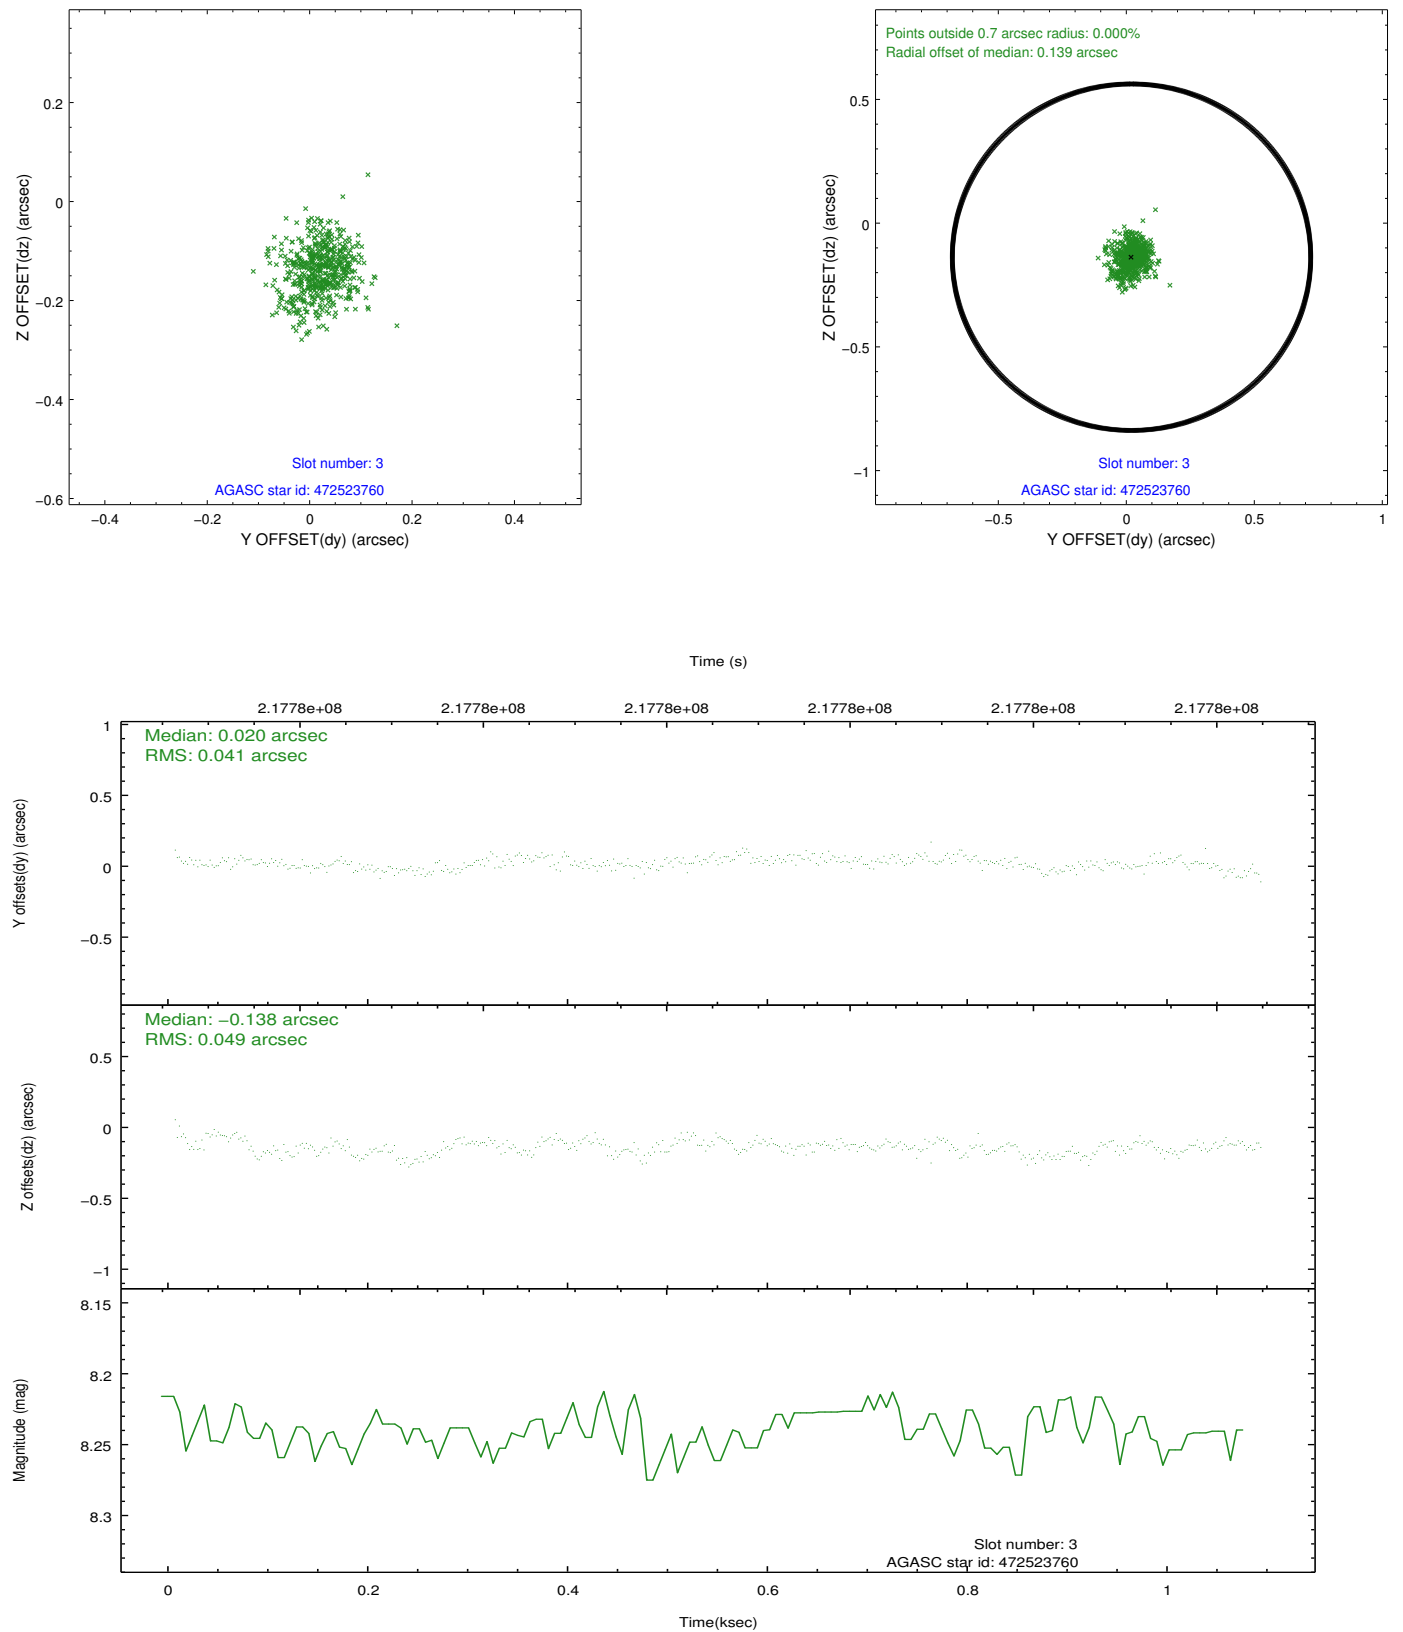 0.2
0
−0.2
−0.4
−0.6
Z OFFSET(dz) (arcsec)
Slot number: 3
AGASC star id: 472523760
−0.4
−0.2
0
0.2
0.4
Y OFFSET(dy) (arcsec)
Points outside 0.7 arcsec radius: 0.000%
Radial offset of median: 0.139 arcsec
0.5
0
−0.5
−1
Z OFFSET(dz) (arcsec)
Slot number: 3
AGASC star id: 472523760
−0.5
0
0.5
1
Y OFFSET(dy) (arcsec)
Time (s)
2.1778e+08
2.1778e+08
2.1778e+08
2.1778e+08
2.1778e+08
2.1778e+08
Median: 0.020 arcsec
RMS: 0.041 arcsec
1
0.5
0
−0.5
Y offsets(dy) (arcsec)
Median: −0.138 arcsec
RMS: 0.049 arcsec
0.5
0
−0.5
−1
Z offsets(dz) (arcsec)
8.15
8.2
8.25
8.3
Magnitude (mag)
Slot number: 3
AGASC star id: 472523760
0
0.2
0.4
0.6
0.8
1
Time(ksec)